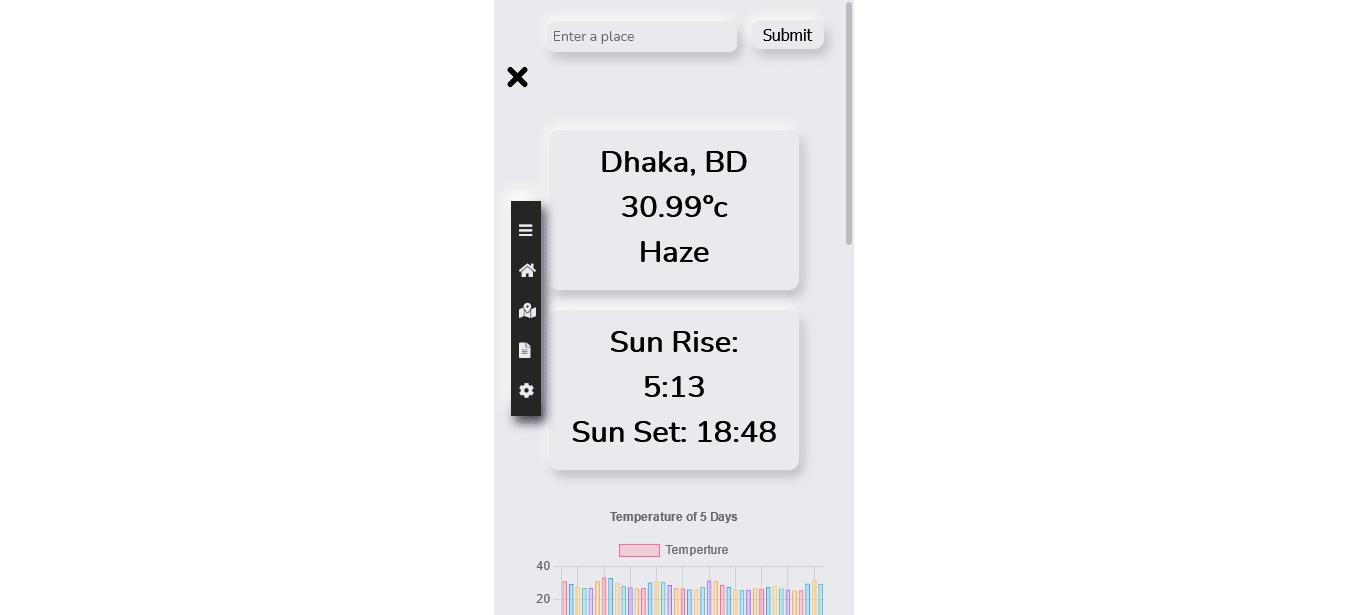 Enter a place
Submit
Dhaka, BD
30.99°c
Haze
Sun Rise:
5:13
Sun Set: 18:48
Temperature of 5 Days
Temperture
40
20